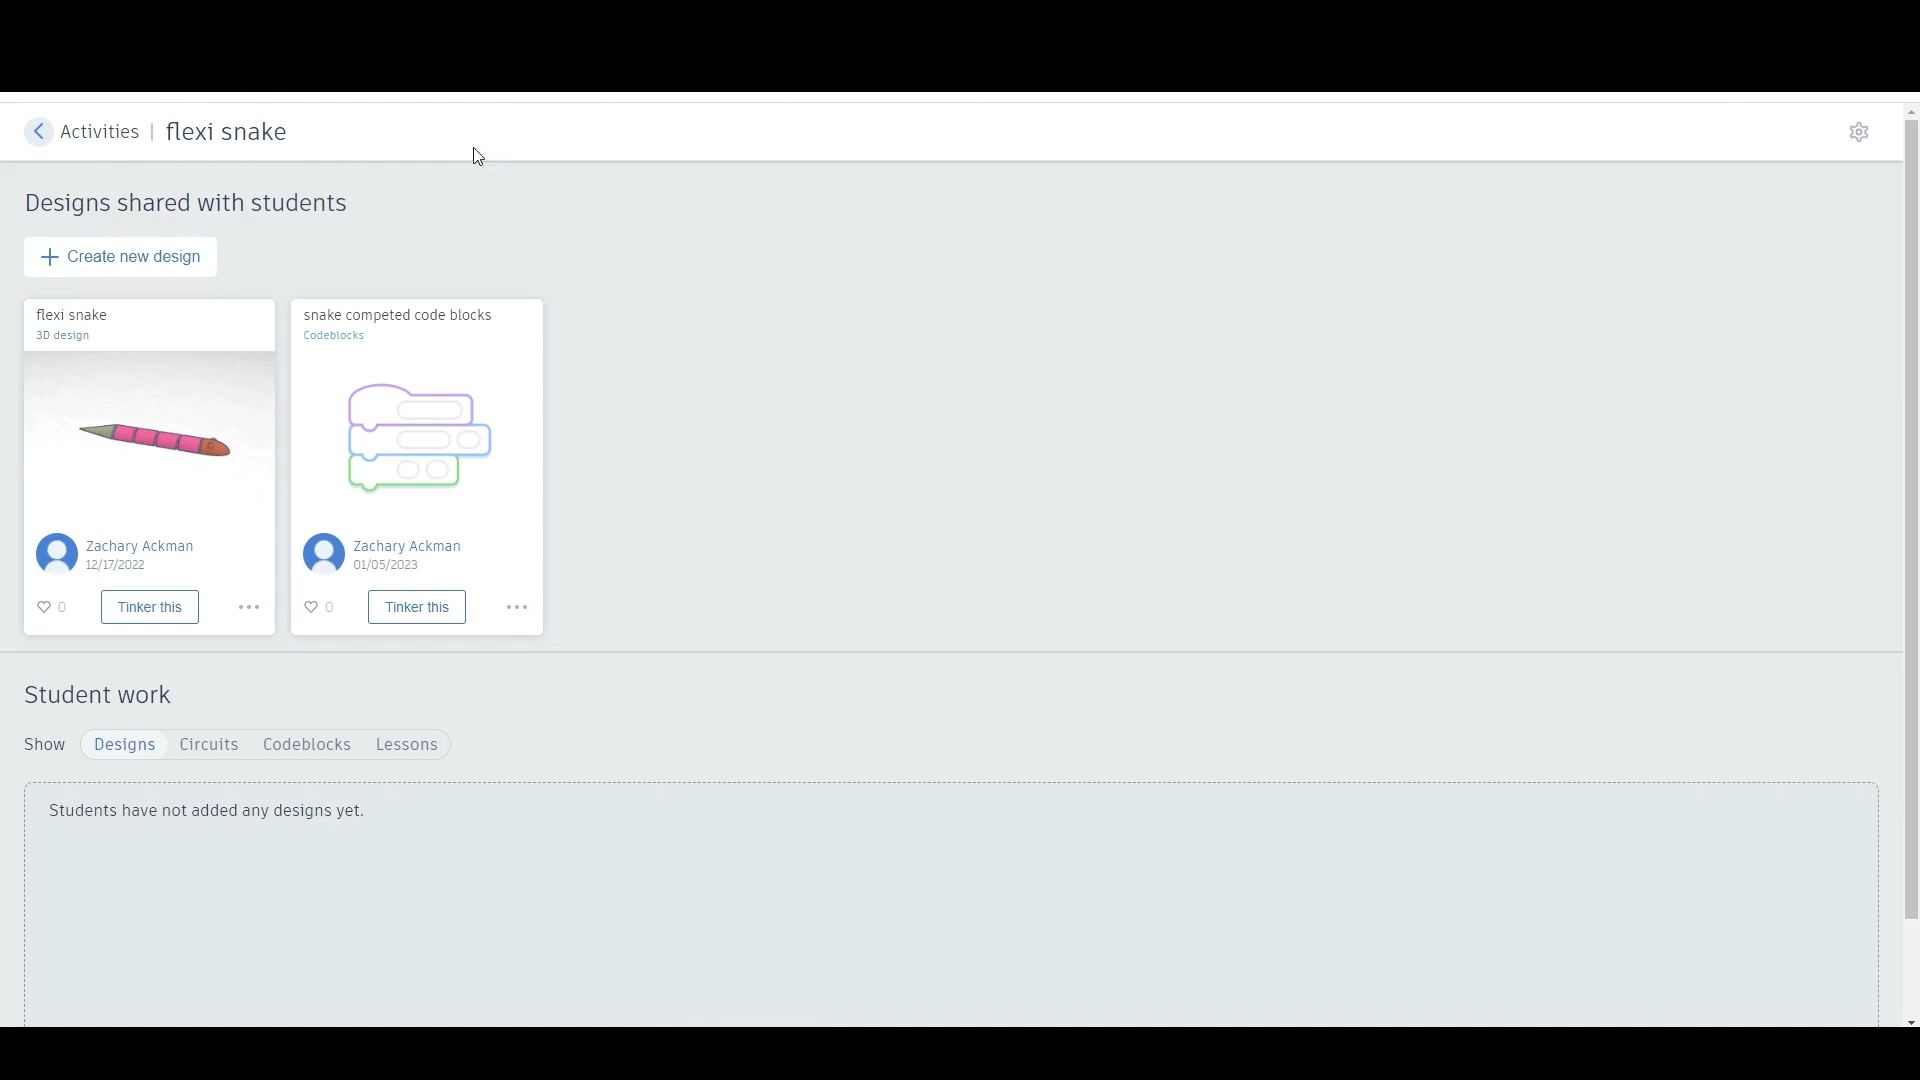 Activities | flexi snake
Designs shared with students
Create new design
flexi snake
3D design
Zachary Ackman
12/17/2022
0
Tinker this
snake competed code blocks
Codeblocks
Zachary Ackman
01/05/2023
0
Tinker this
Student work
Show Designs Circuits Codeblocks Lessons
Students have not added any designs yet.